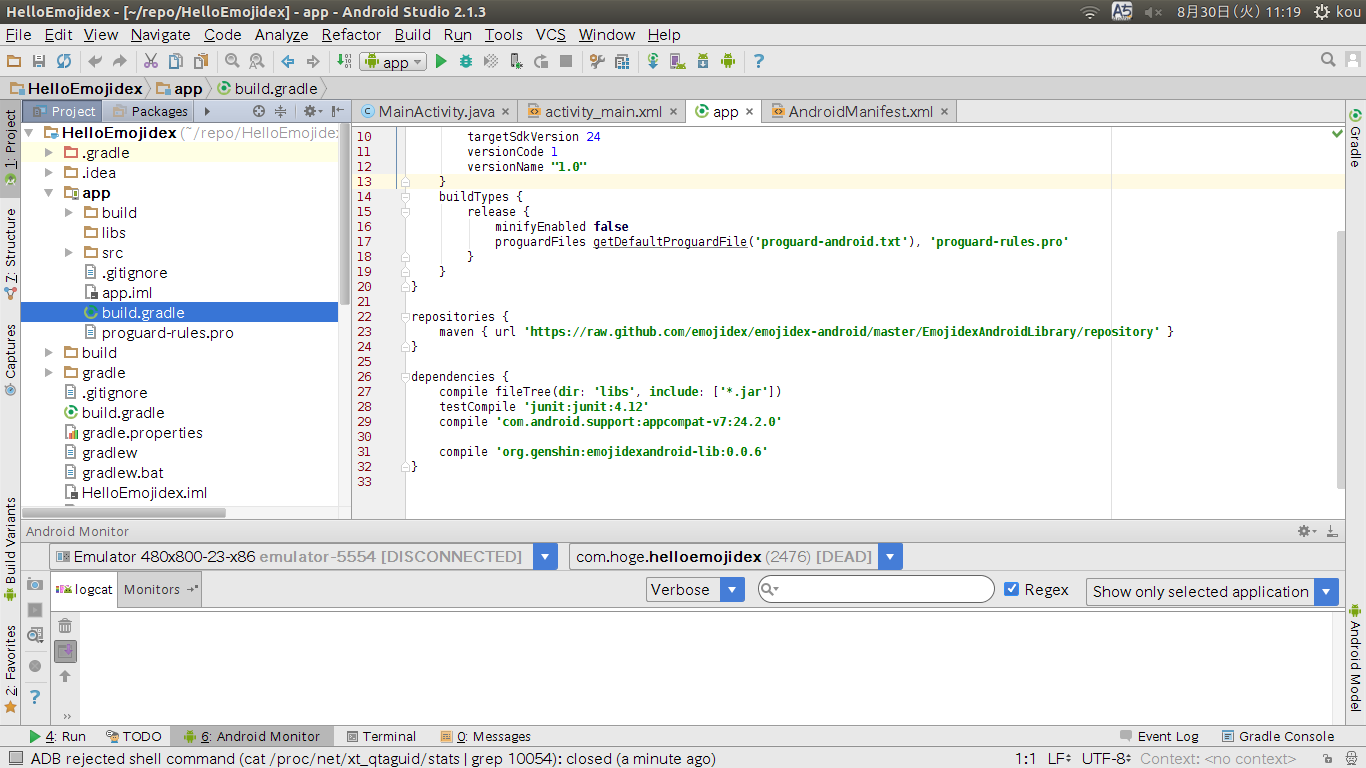 HelloEmojidex - [~/repo/HelloEmojidex] - app - Android Studio 2.1.3
8月30日(火) 11:19 kou
File Edit View Navigate Code Analyze Refactor Build Run Tools VCS Window Help
app
HelloEmojidex app build.gradle
Project Packages
MainActivity.java activity_main.xml app AndroidManifest.xml
1: Project
7: Structure
Captures
Build Variants
2: Favorites
HelloEmojidex (~/repo/HelloEmojide
.gradle
.idea
app
build
libs
src
.gitignore
app.iml
build.gradle
proguard-rules.pro
build
gradle
.gitignore
build.gradle
gradle.properties
gradlew
gradlew.bat
HelloEmojidex.iml
10 targetSdkVersion 24
11 versionCode 1
12 versionName "1.0"
13 }
14 buildTypes {
15 release {
16 minifyEnabled false
17 proguardFiles getDefaultProguardFile('proguard-android.txt'), 'proguard-rules.pro'
18 }
19 }
20 }
21
22 repositories {
23 maven { url 'https://raw.github.com/emojidex/emojidex-android/master/EmojidexAndroidLibrary/repository' }
24 }
25
26 dependencies {
27 compile fileTree(dir: 'libs', include: ['*.jar'])
28 testCompile 'junit:junit:4.12'
29 compile 'com.android.support:appcompat-v7:24.2.0'
30
31 compile 'org.genshin:emojidexandroid-lib:0.0.6'
32 }
33
Gradle
Android Model
Android Monitor
Emulator 480x800-23-x86 emulator-5554 [DISCONNECTED] com.hoge.helloemojidex (2476) [DEAD]
logcat Monitors Verbose Regex Show only selected application
4: Run TODO 6: Android Monitor Terminal 0: Messages Event Log Gradle Console
ADB rejected shell command (cat /proc/net/xt_qtaguid/stats | grep 10054): closed (a minute ago) 1:1 LF UTF-8 Context: <no context>